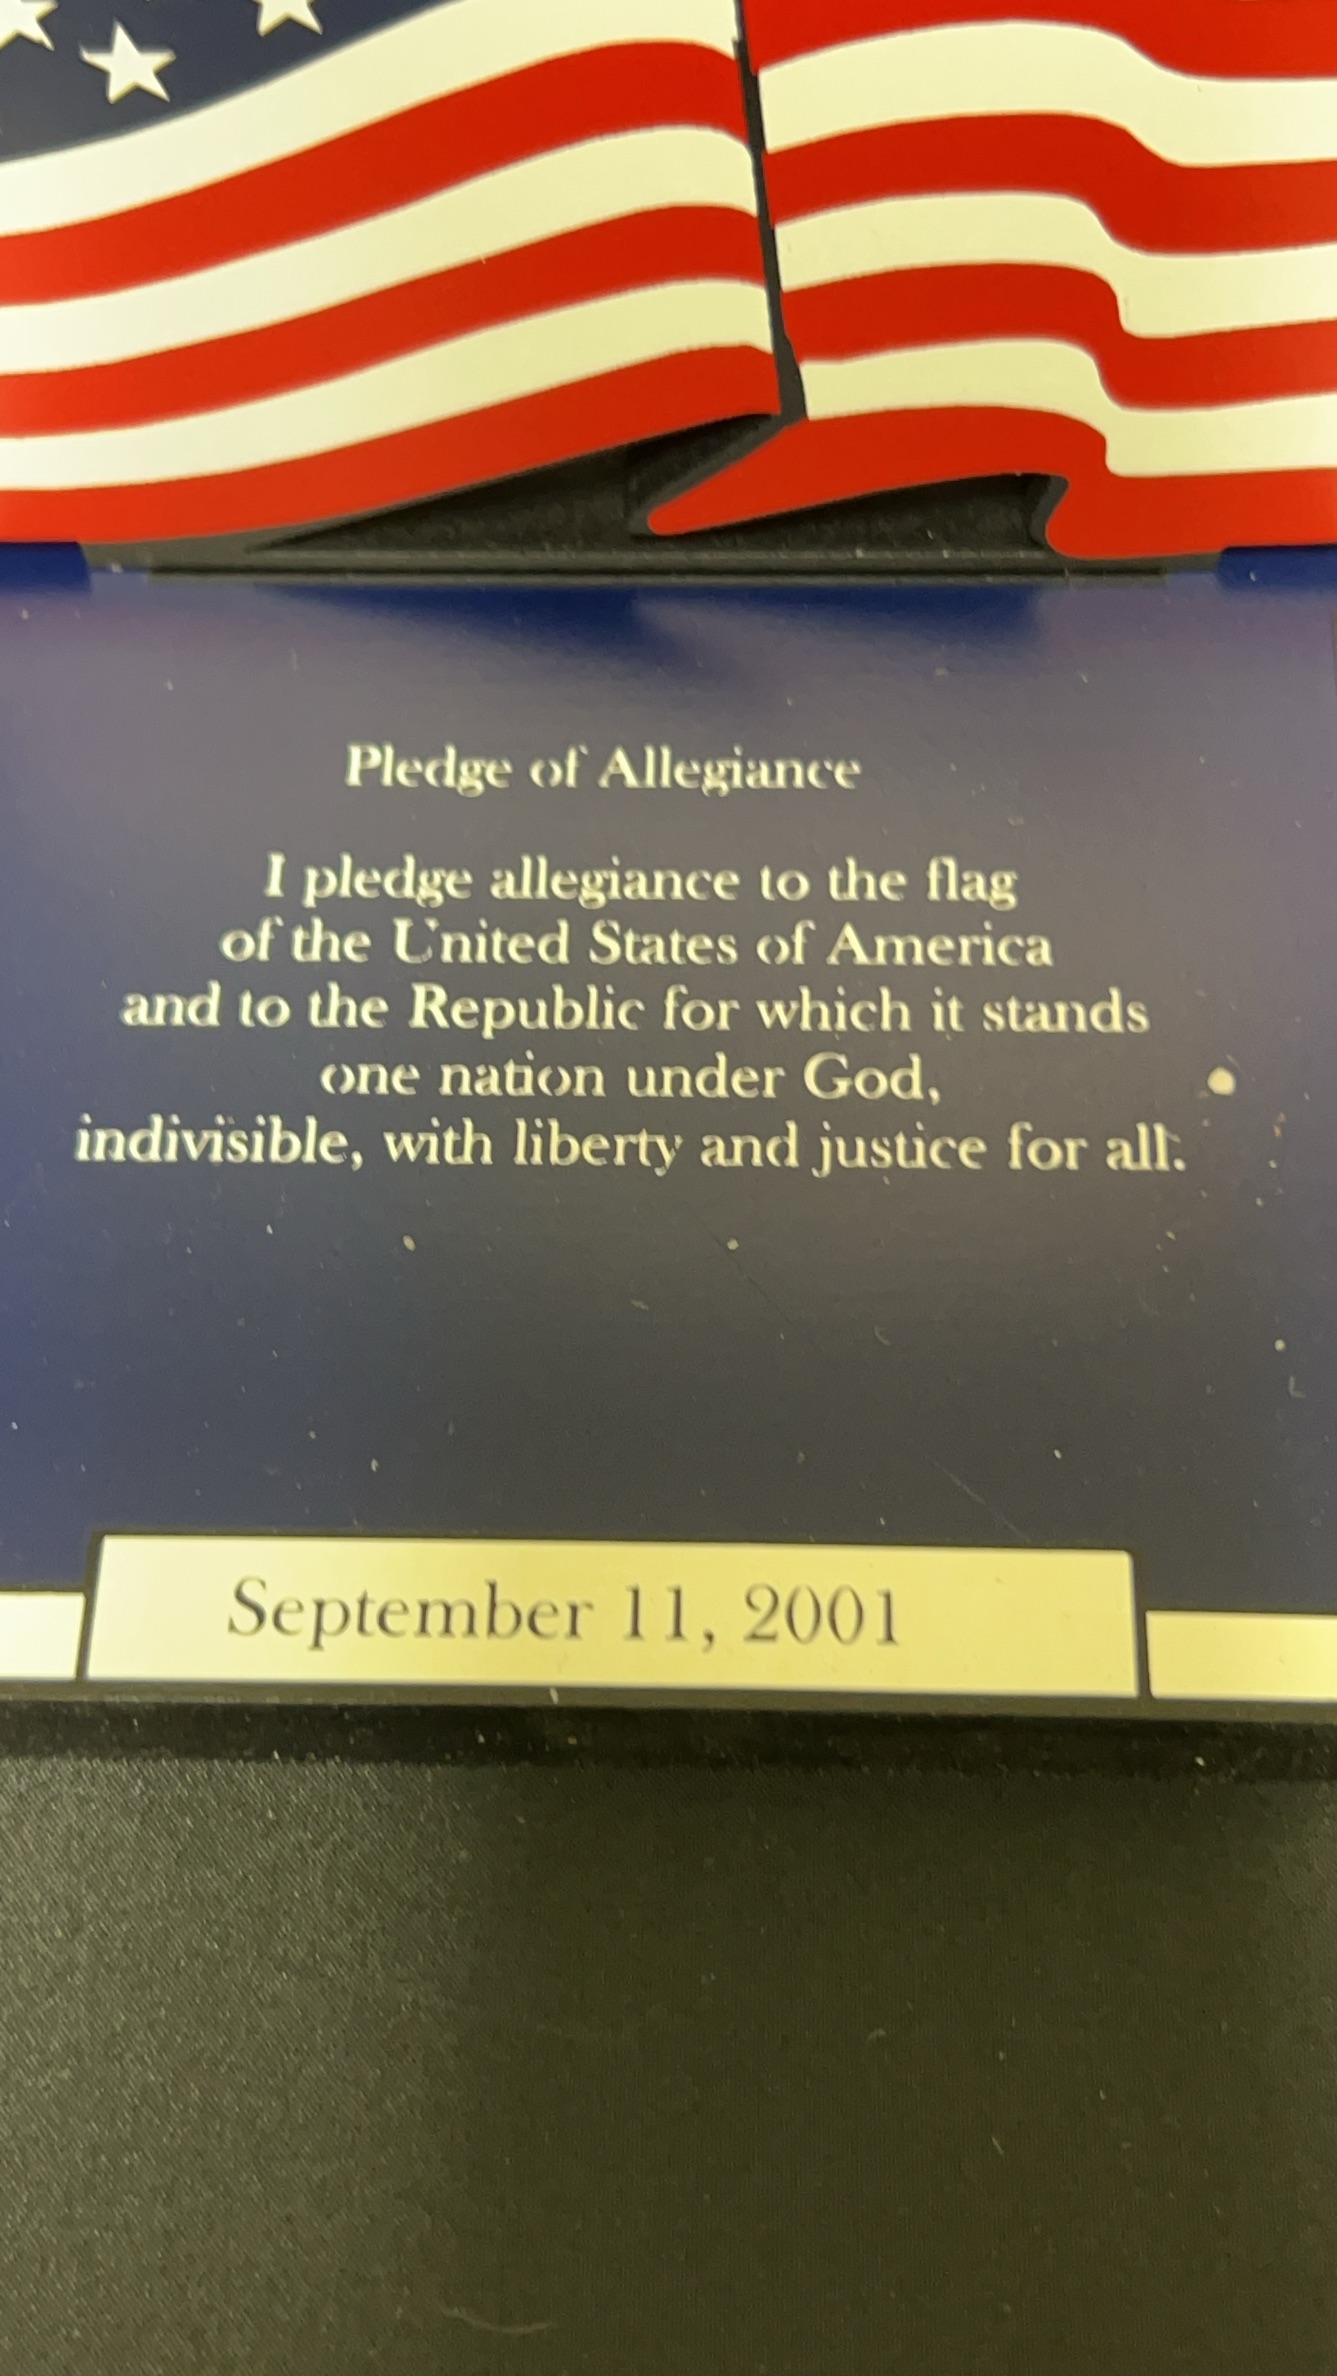 Pledge of Allegiance
I pledge allegiance to the flag
of the United States of America
and to the Republic for which it stands
one nation under God,
indivisible, with liberty and justice for all.
September 11, 2001